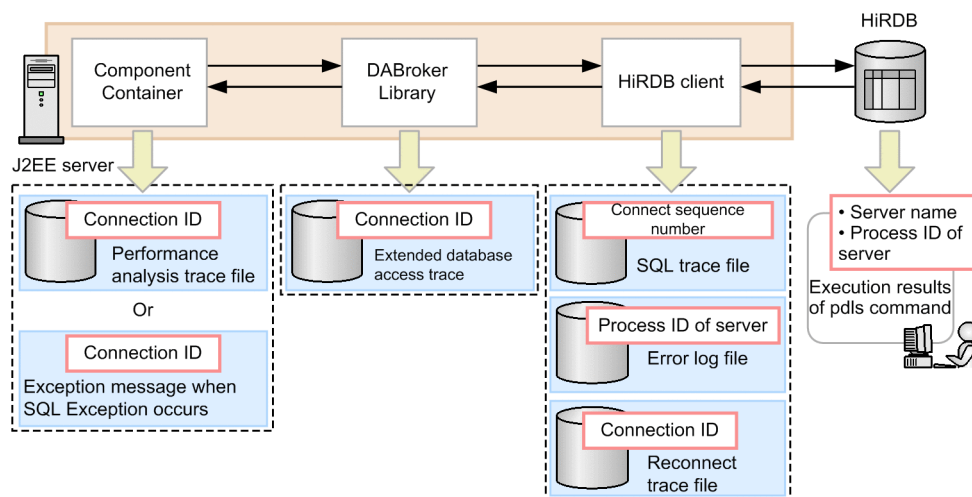 HiRDB
Component
Container
DABroker
Library
HiRDB client
J2EE server
Connection ID
Performance
analysis trace file
Or
Connection ID
Exception message when
SQL Exception occurs
Connection ID
Extended database
access trace
Connect sequence
number
SQL trace file
Process ID of server
Error log file
Connection ID
Reconnect
trace file
• Server name
• Process ID of
server
Execution results
of pdls command